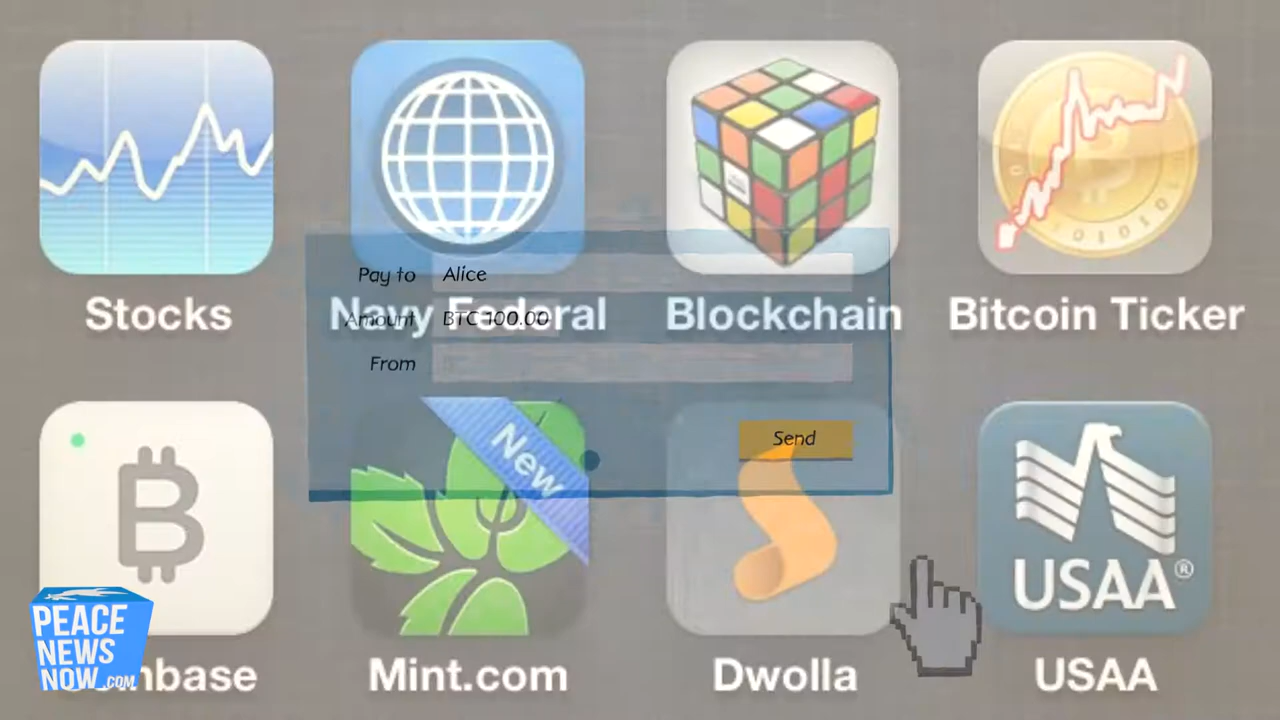 Stocks
Navy Federal
Blockchain
Bitcoin Ticker
Pay to Alice
Amount BTC 100.00
From
Send
New
USAA®
nbase
Mint.com
Dwolla
USAA
PEACE
NEWS
NOW.COM